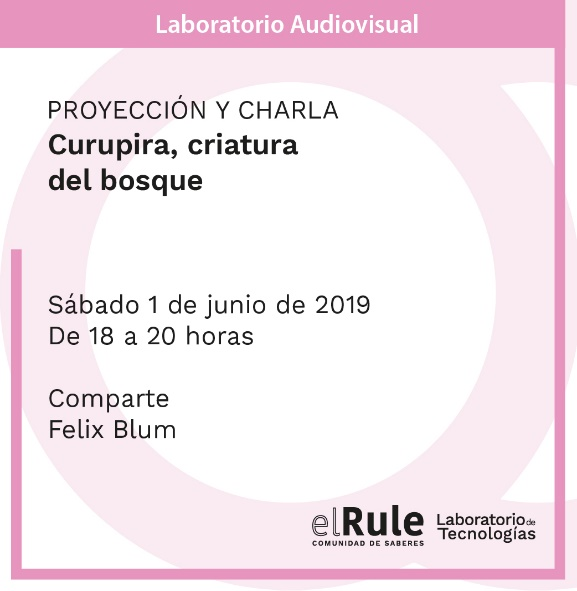 Laboratorio Audiovisual
PROYECCIÓN Y CHARLA
Curupira, criatura
del bosque
Sábado 1 de junio de 2019
De 18 a 20 horas
Comparte
Felix Blum
elRule
COMUNIDAD DE SABERES
Laboratorio de
Tecnologías